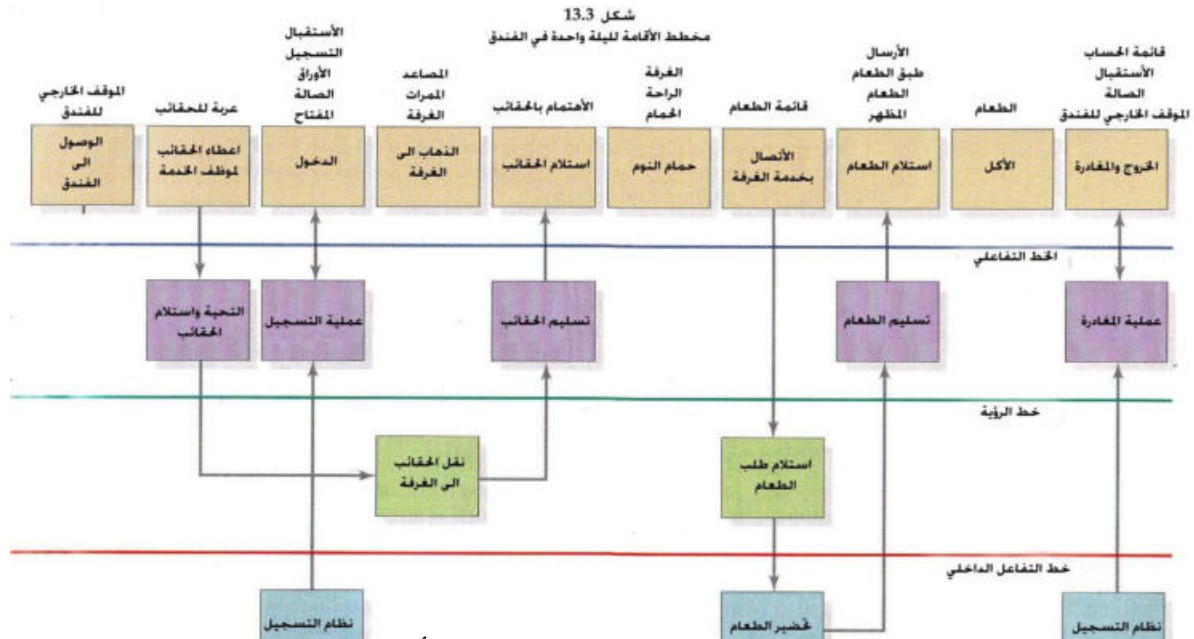 شكل 13.3
مخطط الأقامة لليلة واحدة في الفندق
الموقف الخارجي
للفندق
عربة للحقائب
الأستقبال
التسجيل
الأوراق
الصالة
المفتاح
المصاعد
الممرات
الغرفة
الأهتمام بالحقائب
الغرفة
الراحة
الحمام
قائمة الطعام
الأرسال
طبق الطعام
الطعام
المظهر
الطعام
قائمة الحساب
الأستقبال
الصالة
الموقف الخارجي للفندق
الوصول
الى
الفندق
اعطاء الحقائب
لموظف الخدمة
الدخول
الذهاب الى
الغرفة
استلام الحقائب
حمام النوم
الأتصال
بخدمة الغرفة
استلام الطعام
الأكل
الخروج والمغادرة
الخط التفاعلي
التحية واستلام
الحقائب
عملية التسجيل
تسليم الحقائب
تسليم الطعام
عملية المغادرة
خط الرؤية
نقل الحقائب
الى الغرفة
استلام طلب
الطعام
خط التفاعل الداخلي
نظام التسجيل
تحضير الطعام
نظام التسجيل